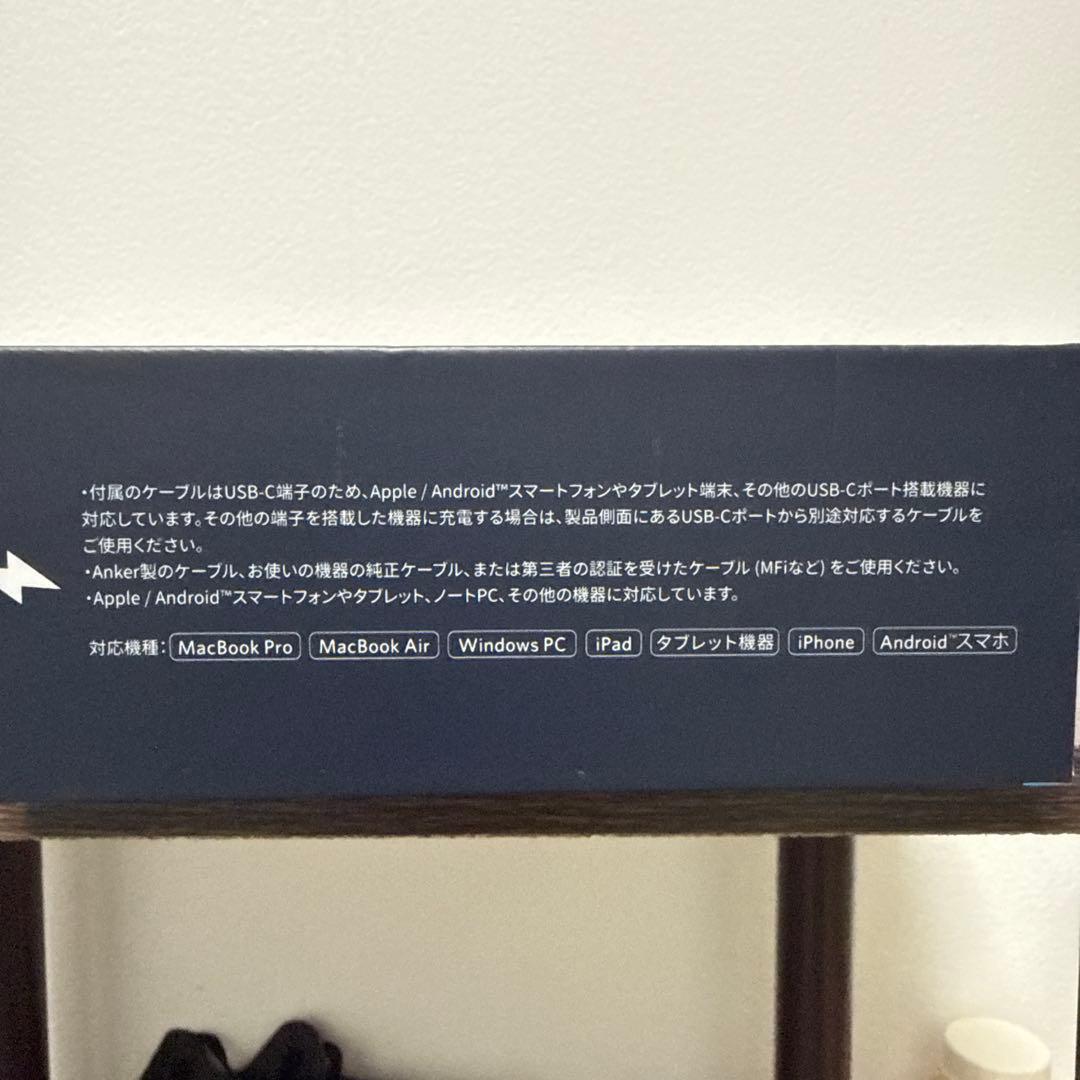 ・付属のケーブルはUSB-C端子のため、Apple / Android™スマートフォンやタブレット端末、その他のUSB-Cポート搭載機器に
対応しています。その他の端子を搭載した機器に充電する場合は、製品側面にあるUSB-Cポートから別途対応するケーブルを
ご使用ください。
・Anker製のケーブル、お使いの機器の純正ケーブル、または第三者の認証を受けたケーブル (MFiなど) をご使用ください。
・Apple / Android™スマートフォンやタブレット、ノートPC、その他の機器に対応しています。
対応機種： MacBook Pro MacBook Air Windows PC iPad タブレット機器 iPhone Android™スマホ